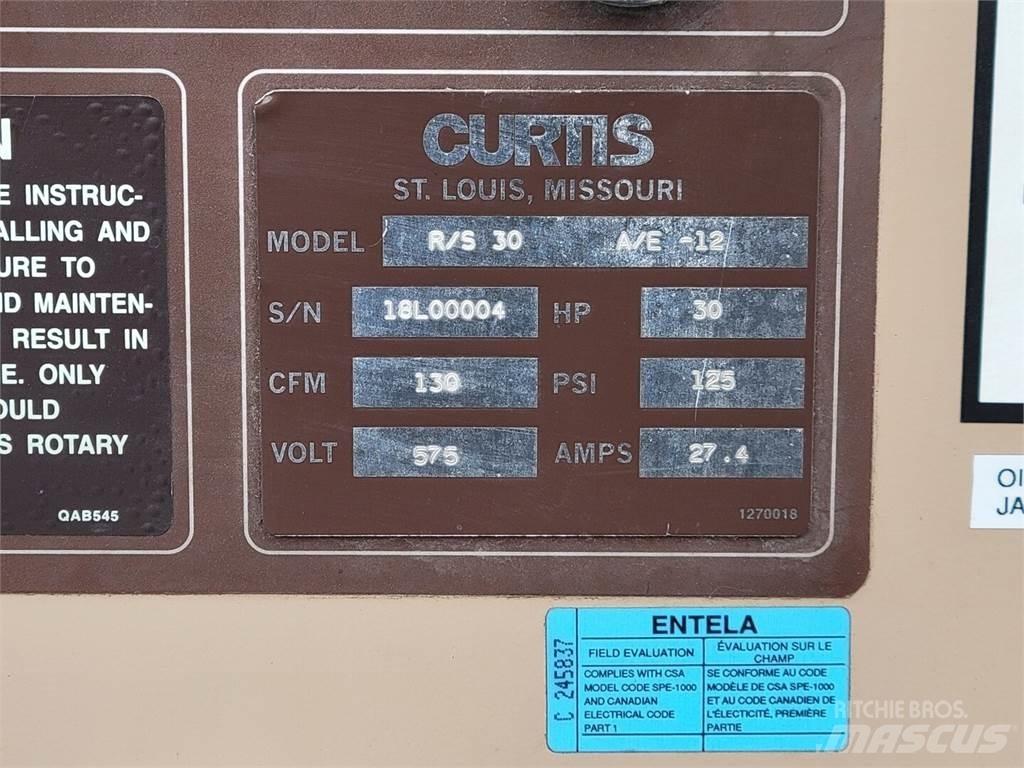 N
E INSTRUC-
ALLING AND
URE TO
ND MAINTEN-
RESULT IN
E. ONLY
OULD
S ROTARY
QAB545
CURTIS
ST. LOUIS, MISSOURI
MODEL R/S 30 A/E -12
S/N 18L00004 HP 30
CFM 130 PSI 125
VOLT 575 AMPS 27.4
1270018
OI
JA
C 245837
ENTELA
FIELD EVALUATION
COMPLIES WITH CSA
MODEL CODE SPE-1000
AND CANADIAN
ELECTRICAL CODE
PART 1
ÉVALUATION SUR LE
CHAMP
SE CONFORME AU CODE
MODÈLE DE CSA SPE-1000
ET AU CODE CANADIEN DE
L'ÉLECTICITÉ, PREMIÈRE
PARTIE
RITCHIE BROS.
MASCUS